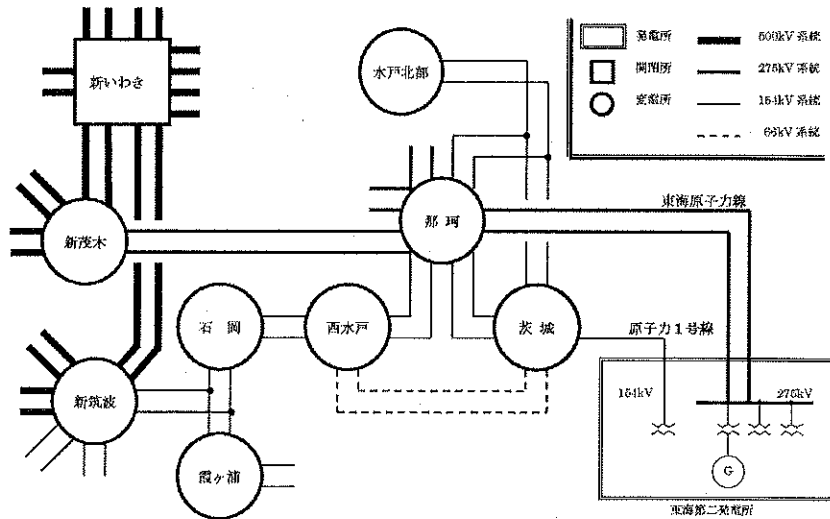 新いわき
水戸北部
発電所
500kV 系統
開閉所
275kV 系統
変電所
154kV 系統
66kV 系統
新茂木
那 珂
東海原子力線
石 岡
西水戸
茨 城
原子力1号線
新筑波
154kV
275kV
霞ヶ浦
G
東海第二発電所